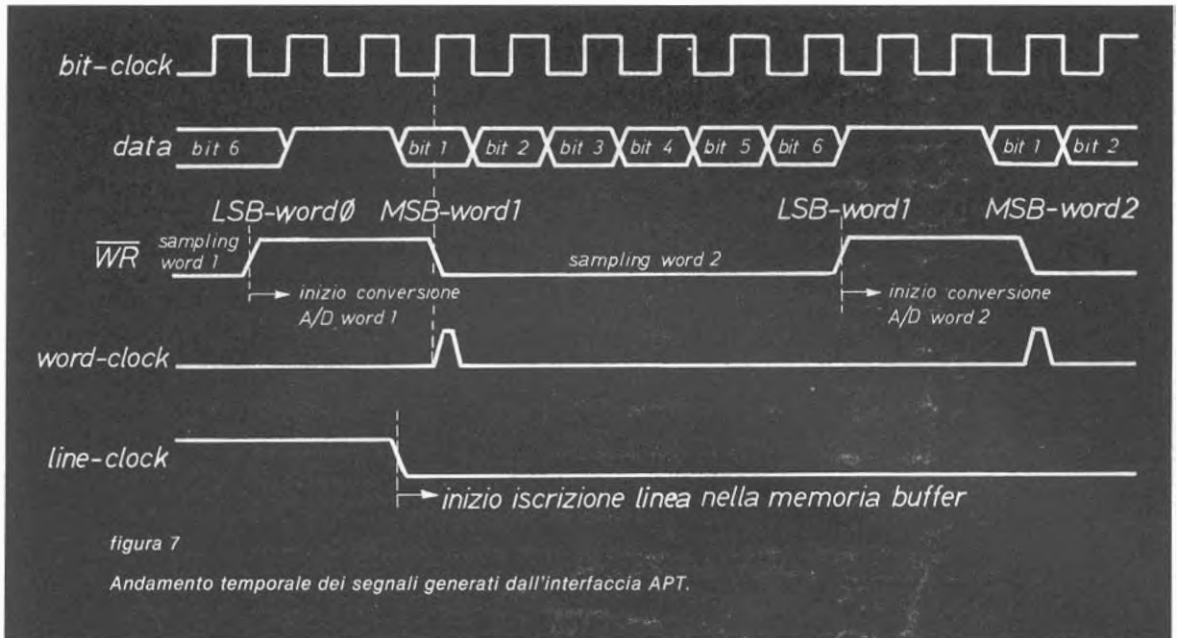 bit-clock
data bit 6 bit 1 bit 2 bit 3 bit 4 bit 5 bit 6 bit 1 bit 2
LSB-wordØ MSB-word1 LSB-word1 MSB-word2
WR sampling word 1 sampling word 2
inizio conversione A/D word 1
inizio conversione A/D word 2
word-clock
line-clock
inizio iscrizione linea nella memoria buffer
figura 7
Andamento temporale dei segnali generati dall'interfaccia APT.